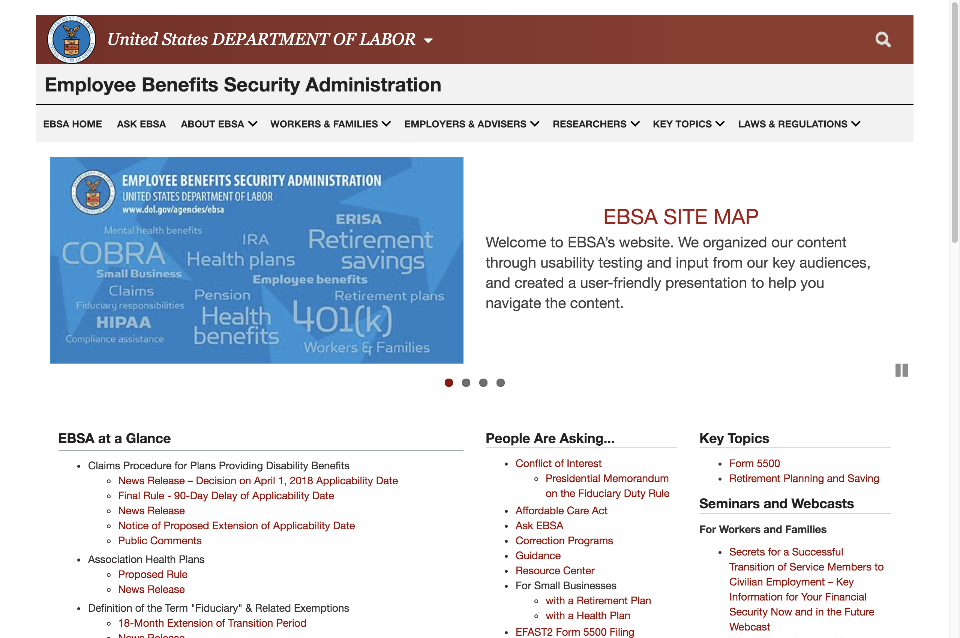 United States DEPARTMENT OF LABOR
Employee Benefits Security Administration
EBSA HOME ASK EBSA ABOUT EBSA WORKERS & FAMILIES EMPLOYERS & ADVISERS RESEARCHERS KEY TOPICS LAWS & REGULATIONS
EMPLOYEE BENEFITS SECURITY ADMINISTRATION
UNITED STATES DEPARTMENT OF LABOR
www.dol.gov/agencies/ebsa
ERISA
Mental health benefits
COBRA
IRA
Retirement
savings
Health plans
Small Business
Employee benefits
Claims
Pension
Retirement plans
Fiduciary responsibilities
HIPAA
Health
benefits
401(k)
Compliance assistance
Workers & Families
EBSA SITE MAP
Welcome to EBSA's website. We organized our content
through usability testing and input from our key audiences,
and created a user-friendly presentation to help you
navigate the content.
EBSA at a Glance
Claims Procedure for Plans Providing Disability Benefits
News Release – Decision on April 1, 2018 Applicability Date
Final Rule - 90-Day Delay of Applicability Date
News Release
Notice of Proposed Extension of Applicability Date
Public Comments
Association Health Plans
Proposed Rule
News Release
Definition of the Term "Fiduciary" & Related Exemptions
18-Month Extension of Transition Period
News Release
People Are Asking...
Conflict of Interest
Presidential Memorandum
on the Fiduciary Duty Rule
Affordable Care Act
Ask EBSA
Correction Programs
Guidance
Resource Center
For Small Businesses
with a Retirement Plan
with a Health Plan
EFAST2 Form 5500 Filing
Key Topics
Form 5500
Retirement Planning and Saving
Seminars and Webcasts
For Workers and Families
Secrets for a Successful
Transition of Service Members to
Civilian Employment – Key
Information for Your Financial
Security Now and in the Future
Webcast